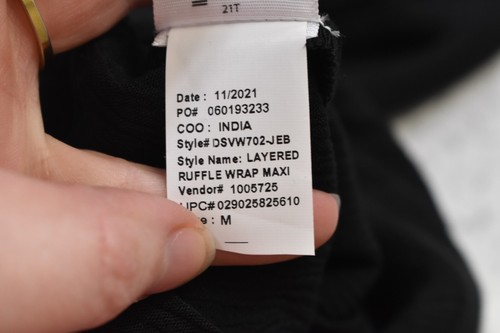 21T
Date : 11/2021
PO# 060193233
COO : INDIA
Style# DSVW702-JEB
Style Name: LAYERED
RUFFLE WRAP MAXI
Vendor# 1005725
UPC# 029025825610
e : M